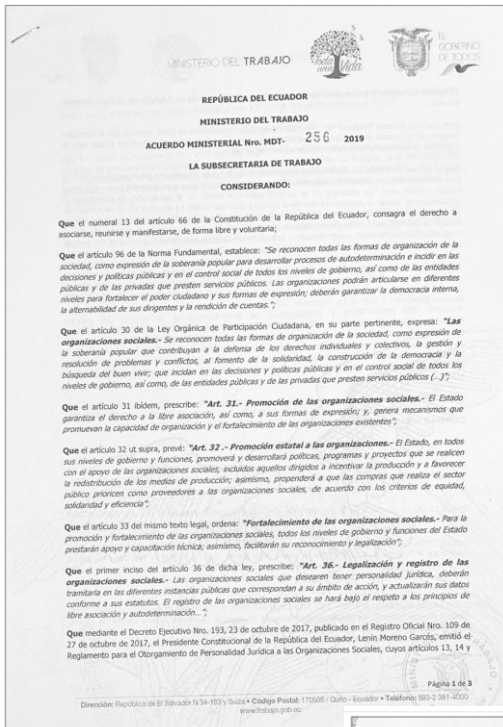 MINISTERIO DEL TRABAJO
Toda
una Vida
EL
GOBIERNO
DE TODOS
REPÚBLICA DEL ECUADOR
MINISTERIO DEL TRABAJO
ACUERDO MINISTERIAL Nro. MDT- 256 2019
LA SUBSECRETARIA DE TRABAJO
CONSIDERANDO:
Que el numeral 13 del artículo 66 de la Constitución de la República del Ecuador, consagra el derecho a
asociarse, reunirse y manifestarse, de forma libre y voluntaria;
Que el artículo 96 de la Norma Fundamental, establece: "Se reconocen todas las formas de organización de la
sociedad, como expresión de la soberanía popular para desarrollar procesos de autodeterminación e incidir en las
decisiones y políticas públicas y en el control social de todos los niveles de gobierno, así como de las entidades
públicas y de las privadas que presten servicios públicos. Las organizaciones podrán articularse en diferentes
niveles para fortalecer el poder ciudadano y sus formas de expresión; deberán garantizar la democracia interna,
la alternabilidad de sus dirigentes y la rendición de cuentas.";
Que el artículo 30 de la Ley Orgánica de Participación Ciudadana, en su parte pertinente, expresa: "Las
organizaciones sociales.- Se reconocen todas las formas de organización de la sociedad, como expresión de
la soberanía popular que contribuyan a la defensa de los derechos individuales y colectivos, la gestión y
resolución de problemas y conflictos, al fomento de la solidaridad, la construcción de la democracia y la
búsqueda del buen vivir; que incidan en las decisiones y políticas públicas y en el control social de todos los
niveles de gobierno, así como, de las entidades públicas y de las privadas que presten servicios públicos (...)";
Que el artículo 31 ibídem, prescribe: "Art. 31.- Promoción de las organizaciones sociales.- El Estado
garantiza el derecho a la libre asociación, así como, a sus formas de expresión; y, genera mecanismos que
promuevan la capacidad de organización y el fortalecimiento de las organizaciones existentes";
Que el artículo 32 ut supra, prevé: "Art. 32 .- Promoción estatal a las organizaciones.- El Estado, en todos
sus niveles de gobierno y funciones, promoverá y desarrollará políticas, programas y proyectos que se realicen
con el apoyo de las organizaciones sociales; incluidos aquellos dirigidos a incentivar la producción y a favorecer
la redistribución de los medios de producción; asimismo, propenderá a que las compras que realiza el sector
público prioricen como proveedores a las organizaciones sociales, de acuerdo con los criterios de equidad,
solidaridad y eficiencia";
Que el artículo 33 del mismo texto legal, ordena: "Fortalecimiento de las organizaciones sociales.- Para la
promoción y fortalecimiento de las organizaciones sociales, todos los niveles de gobierno y funciones del Estado
prestarán apoyo y capacitación técnica; asimismo, facilitarán su reconocimiento y legalización";
Que el primer inciso del artículo 36 de dicha ley, prescribe: "Art. 36.- Legalización y registro de las
organizaciones sociales.- Las organizaciones sociales que desearen tener personalidad jurídica, deberán
tramitarla en las diferentes instancias públicas que correspondan a su ámbito de acción, y actualizarán sus datos
conforme a sus estatutos. El registro de las organizaciones sociales se hará bajo el respeto a los principios de
libre asociación y autodeterminación...";
Que mediante el Decreto Ejecutivo Nro. 193, 23 de octubre de 2017, publicado en el Registro Oficial Nro. 109 de
27 de octubre de 2017, el Presidente Constitucional de la República del Ecuador, Lenín Moreno Garcés, emitió el
Reglamento para el Otorgamiento de Personalidad Jurídica a las Organizaciones Sociales, cuyos artículos 13, 14 y
Página 1 de 3
Dirección: República de El Salvador N 34-183 y Suiza • Código Postal: 170505 / Quito - Ecuador • Teléfono: 593-2 381-4000
www.trabajo.gob.ec